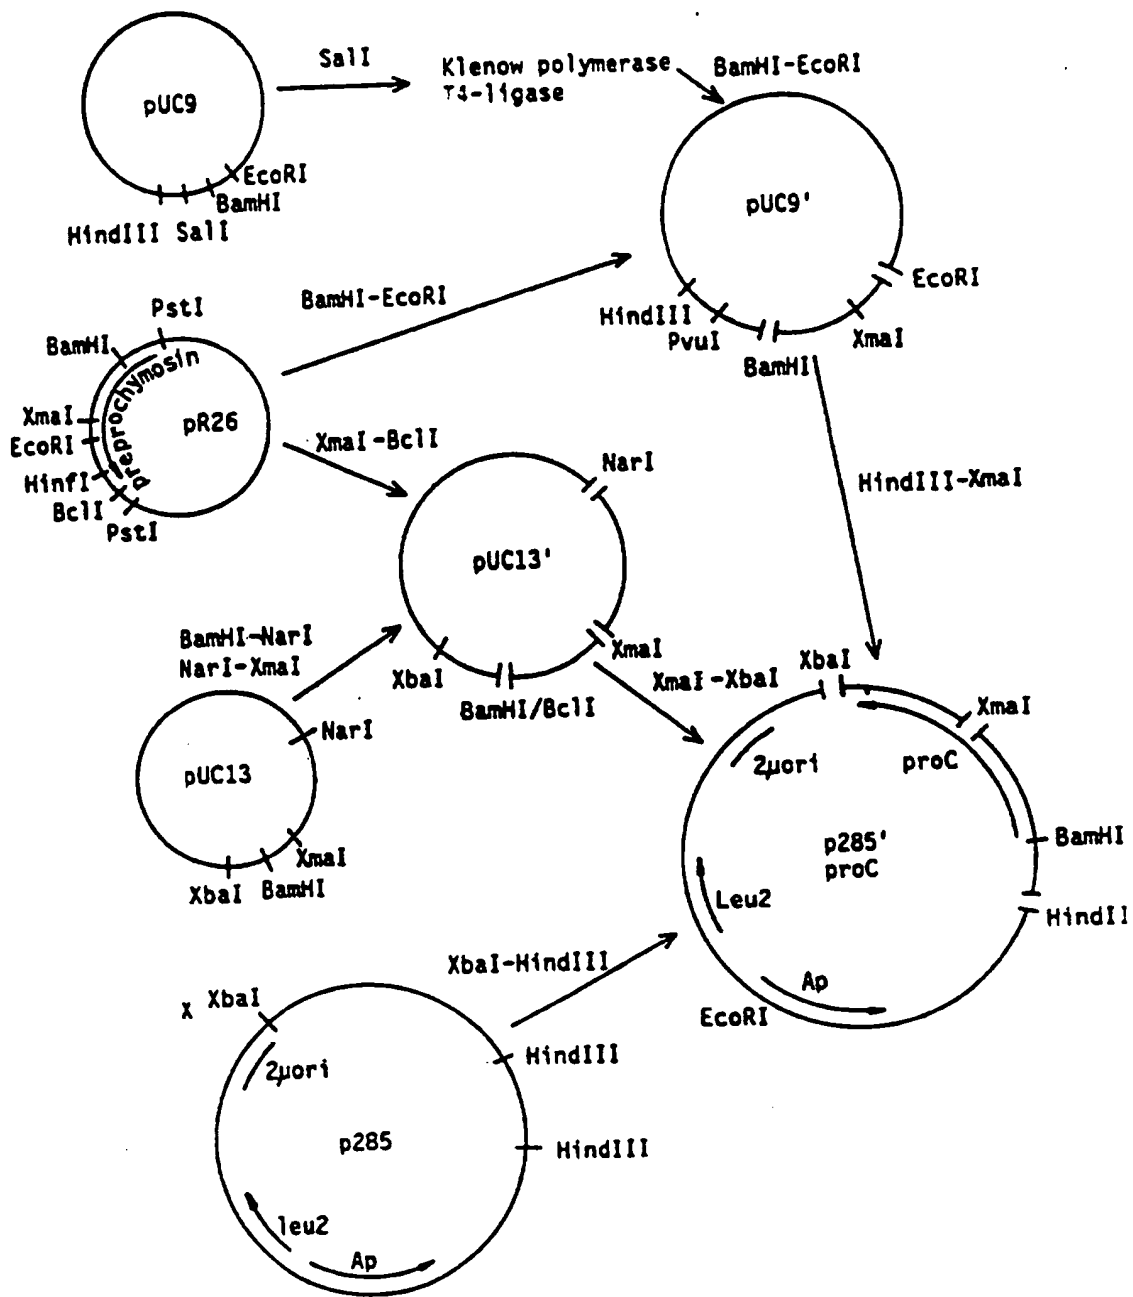 SalI
Klenow polymerase
T4-ligase
BamHI-EcoRI
pUC9
EcoRI
BamHI
HindIII SalI
pUC9'
EcoRI
HindIII
PvuI
BamHI
XmaI
BamHI-EcoRI
PstI
BamHI
preprochymosin
XmaI
EcoRI
HinfI
BclI
PstI
pR26
XmaI-BclI
NarI
HindIII-XmaI
pUC13'
BamHI-NarI
NarI-XmaI
XbaI
XmaI
BamHI/BclI
XmaI-XbaI
XbaI
XmaI
NarI
pUC13
XmaI
XbaI BamHI
2μori
proC
BamHI
p285'
proC
Leu2
HindII
XbaI-HindIII
Ap
EcoRI
X XbaI
HindIII
2μori
p285
HindIII
leu2
Ap